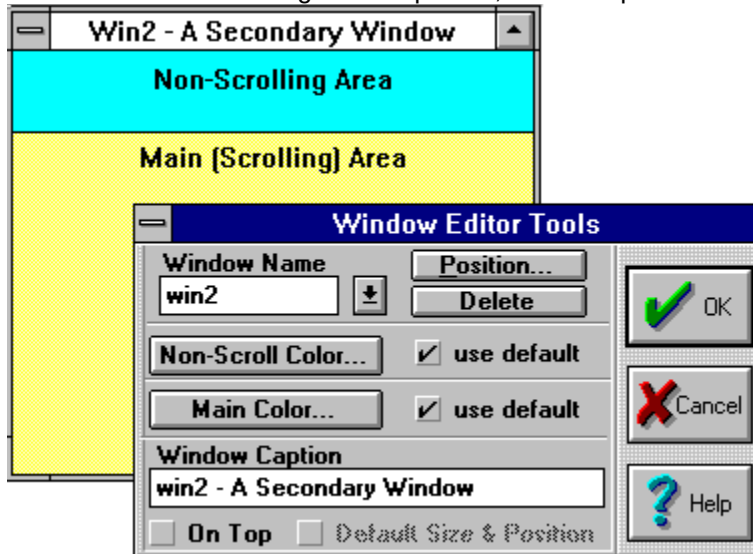 Win2 - A Secondary Window
Non-Scrolling Area
Main (Scrolling) Area
Window Editor Tools
Window Name
Position...
win2
Delete
OK
Non-Scroll Color...
use default
Main Color...
use default
Cancel
Window Caption
win2 - A Secondary Window
Help
On Top
Default Size & Position